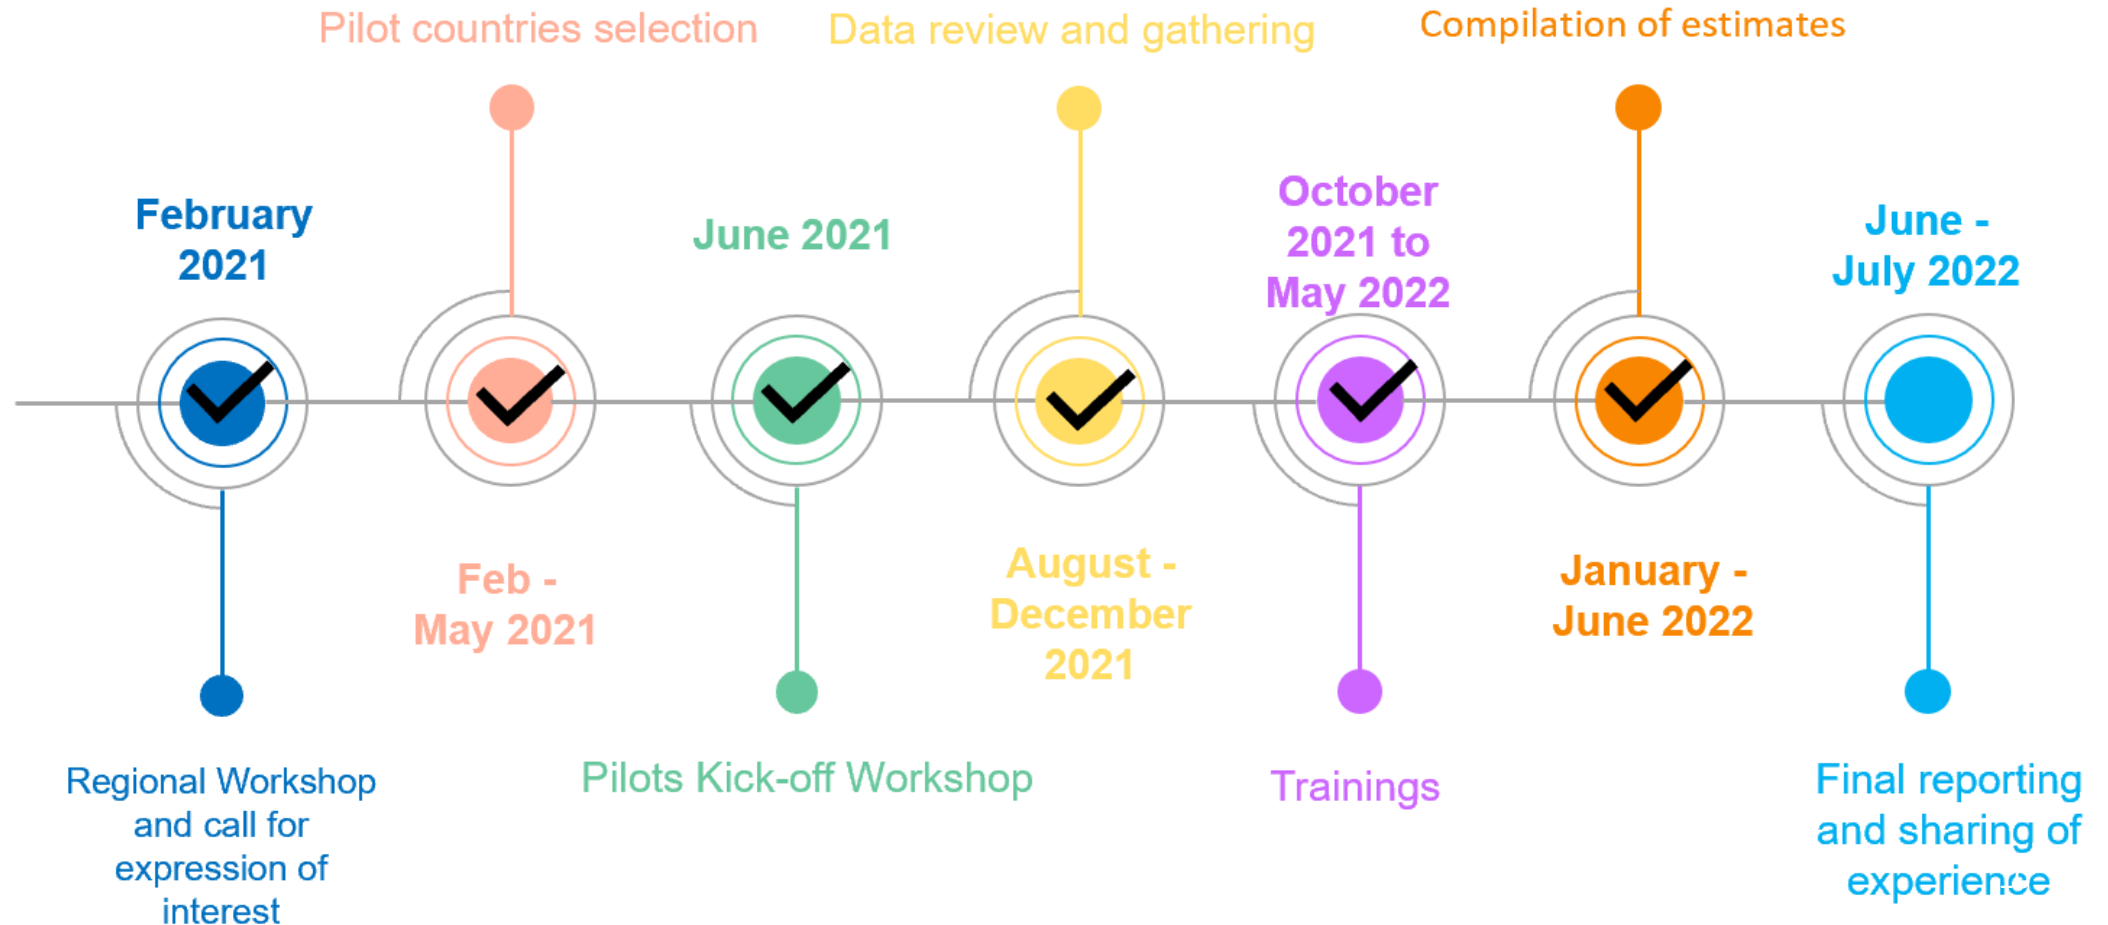 Pilot countries selection
Data review and gathering
Compilation of estimates
February
2021
June 2021
October
2021 to
May 2022
June -
July 2022
Feb -
May 2021
August -
December
2021
January -
June 2022
Regional Workshop
and call for
expression of
interest
Pilots Kick-off Workshop
Trainings
Final reporting
and sharing of
experience